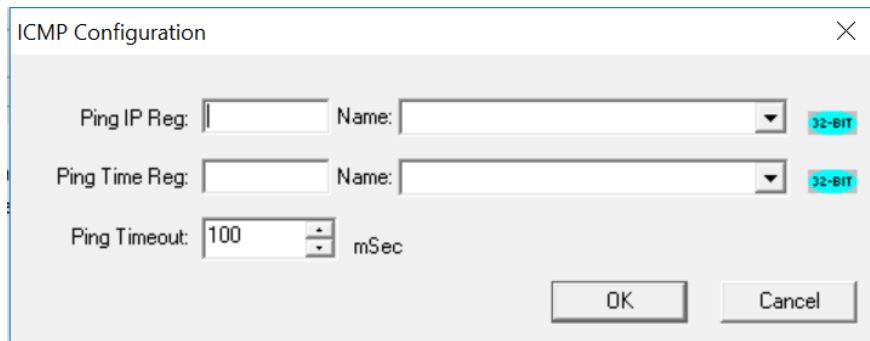 ICMP Configuration
Ping IP Reg: Name: 32-BIT
Ping Time Reg: Name: 32-BIT
Ping Timeout: 100 mSec
OK Cancel